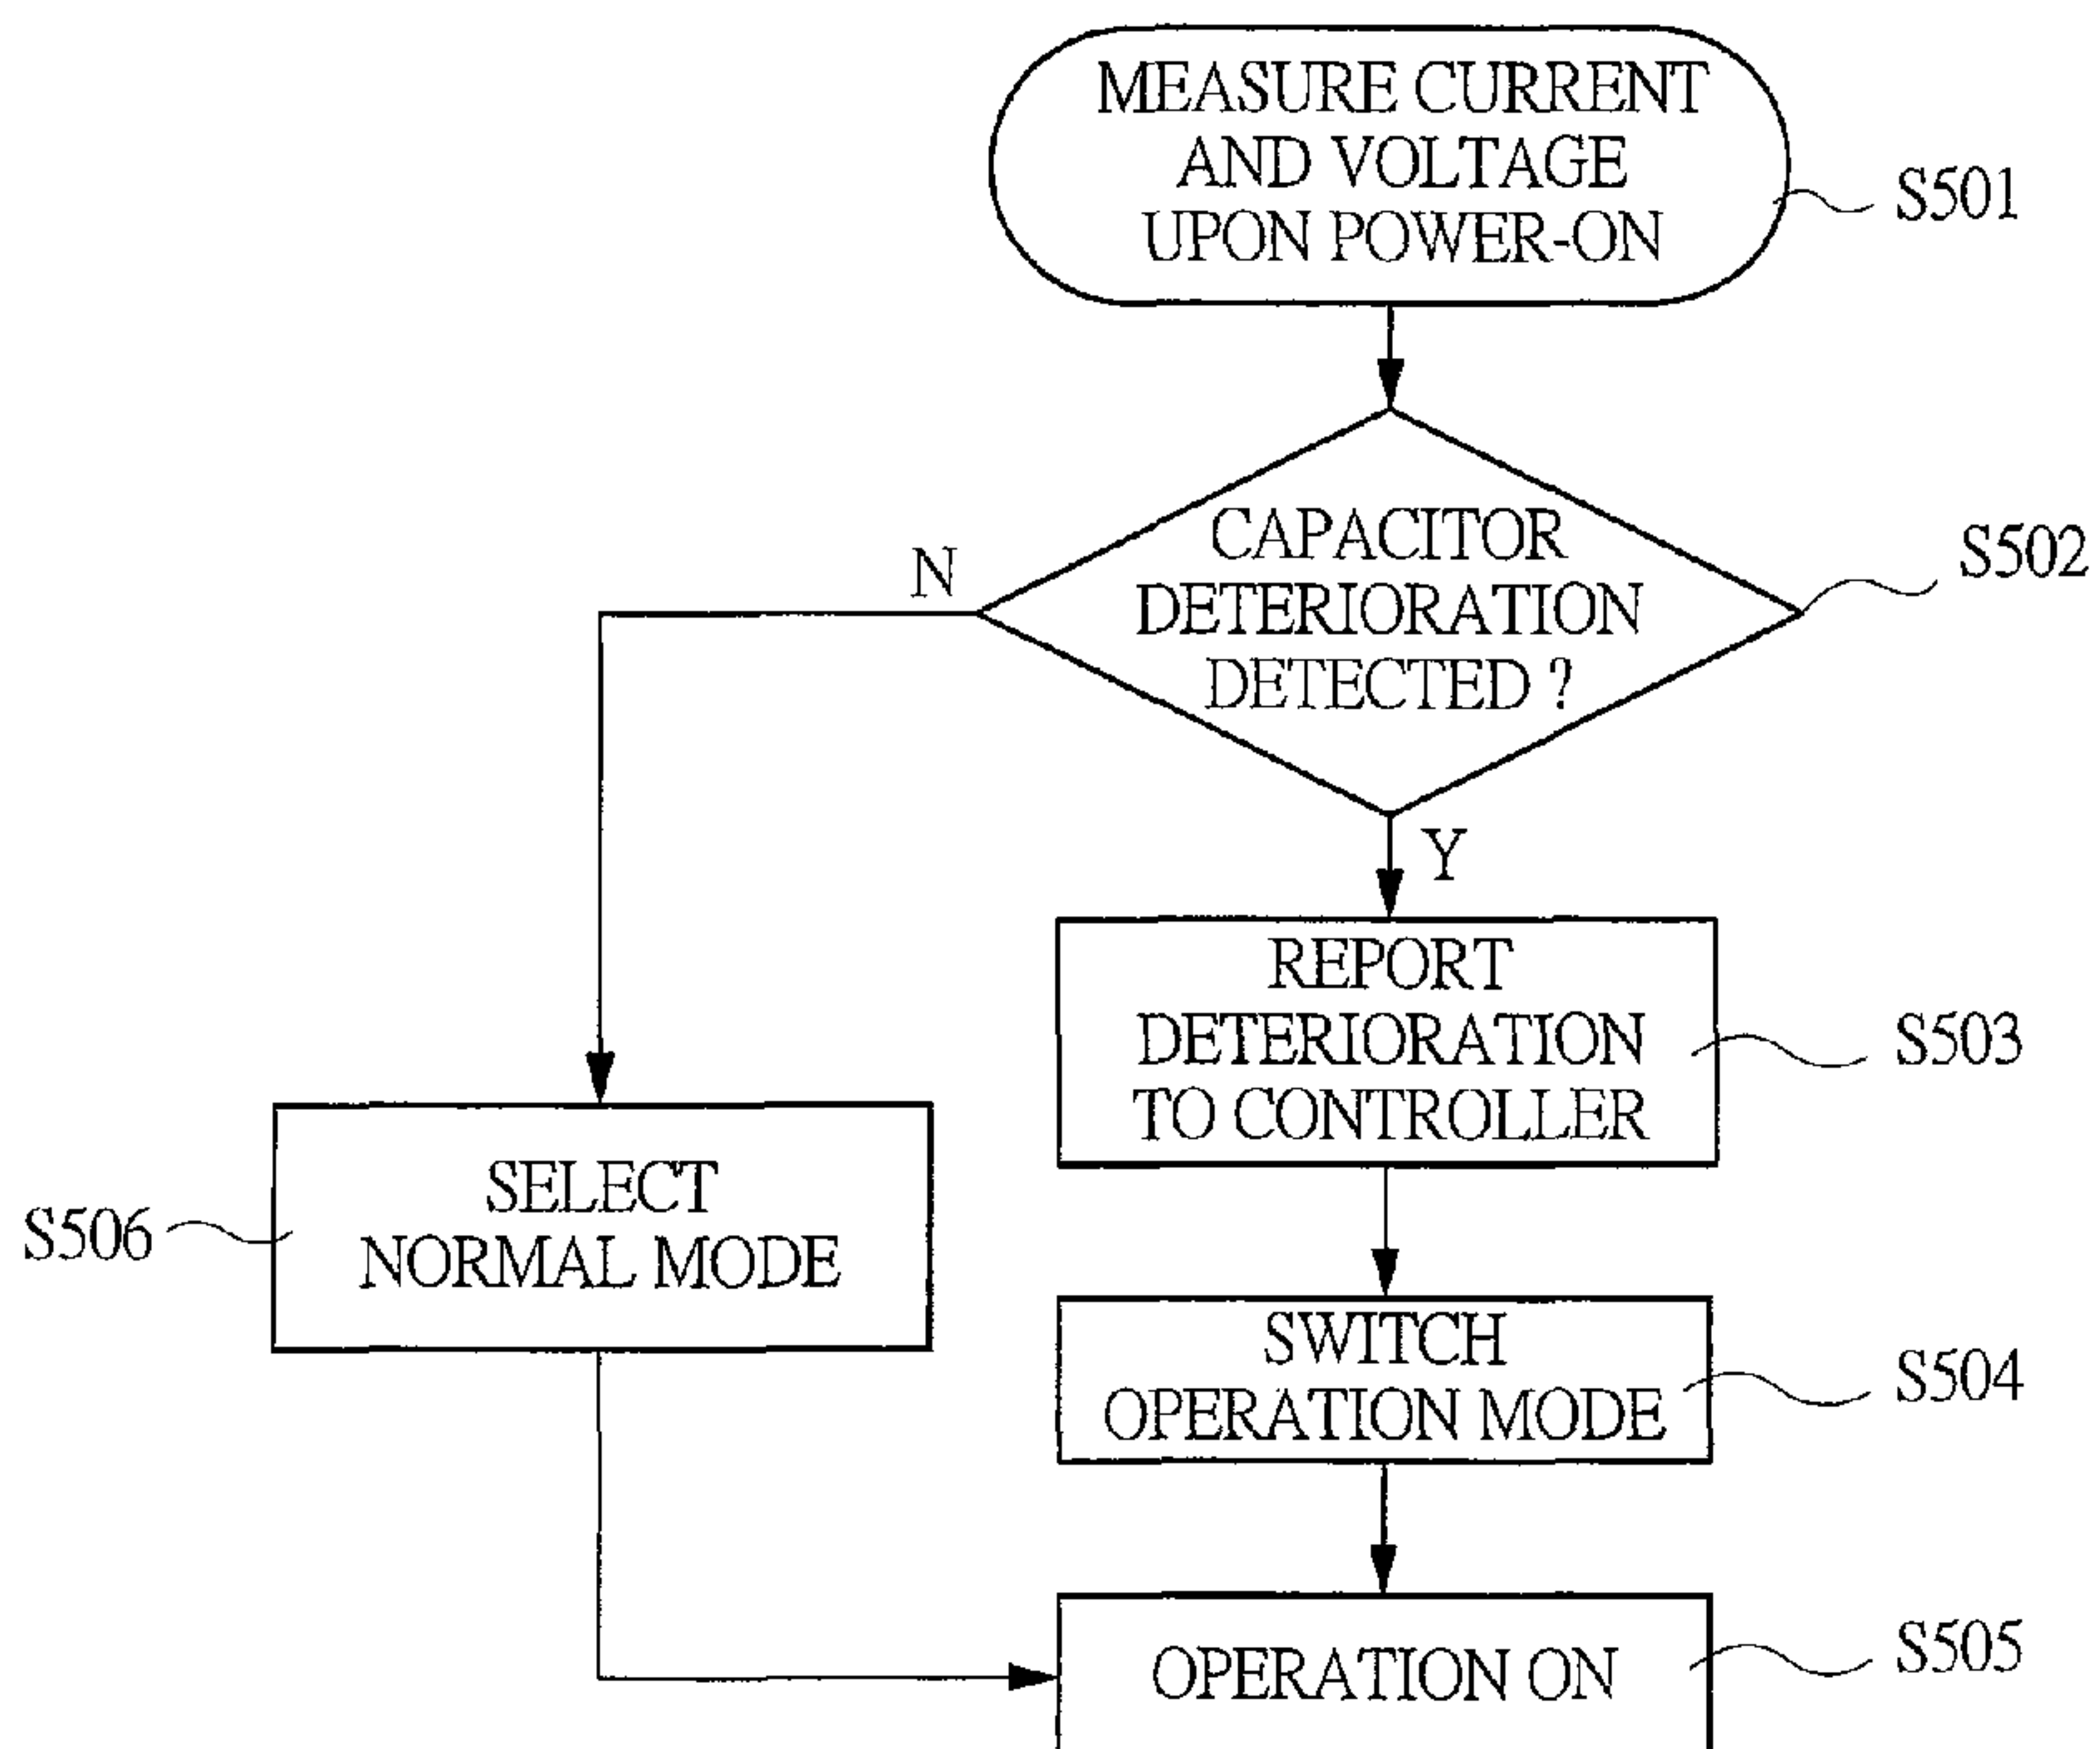 MEASURE CURRENT
AND VOLTAGE
UPON POWER-ON
S501
CAPACITOR
DETERIORATION
DETECTED ?
S502
N
Y
REPORT
DETERIORATION
TO CONTROLLER
S503
SELECT
NORMAL MODE
S506
SWITCH
OPERATION MODE
S504
OPERATION ON
S505